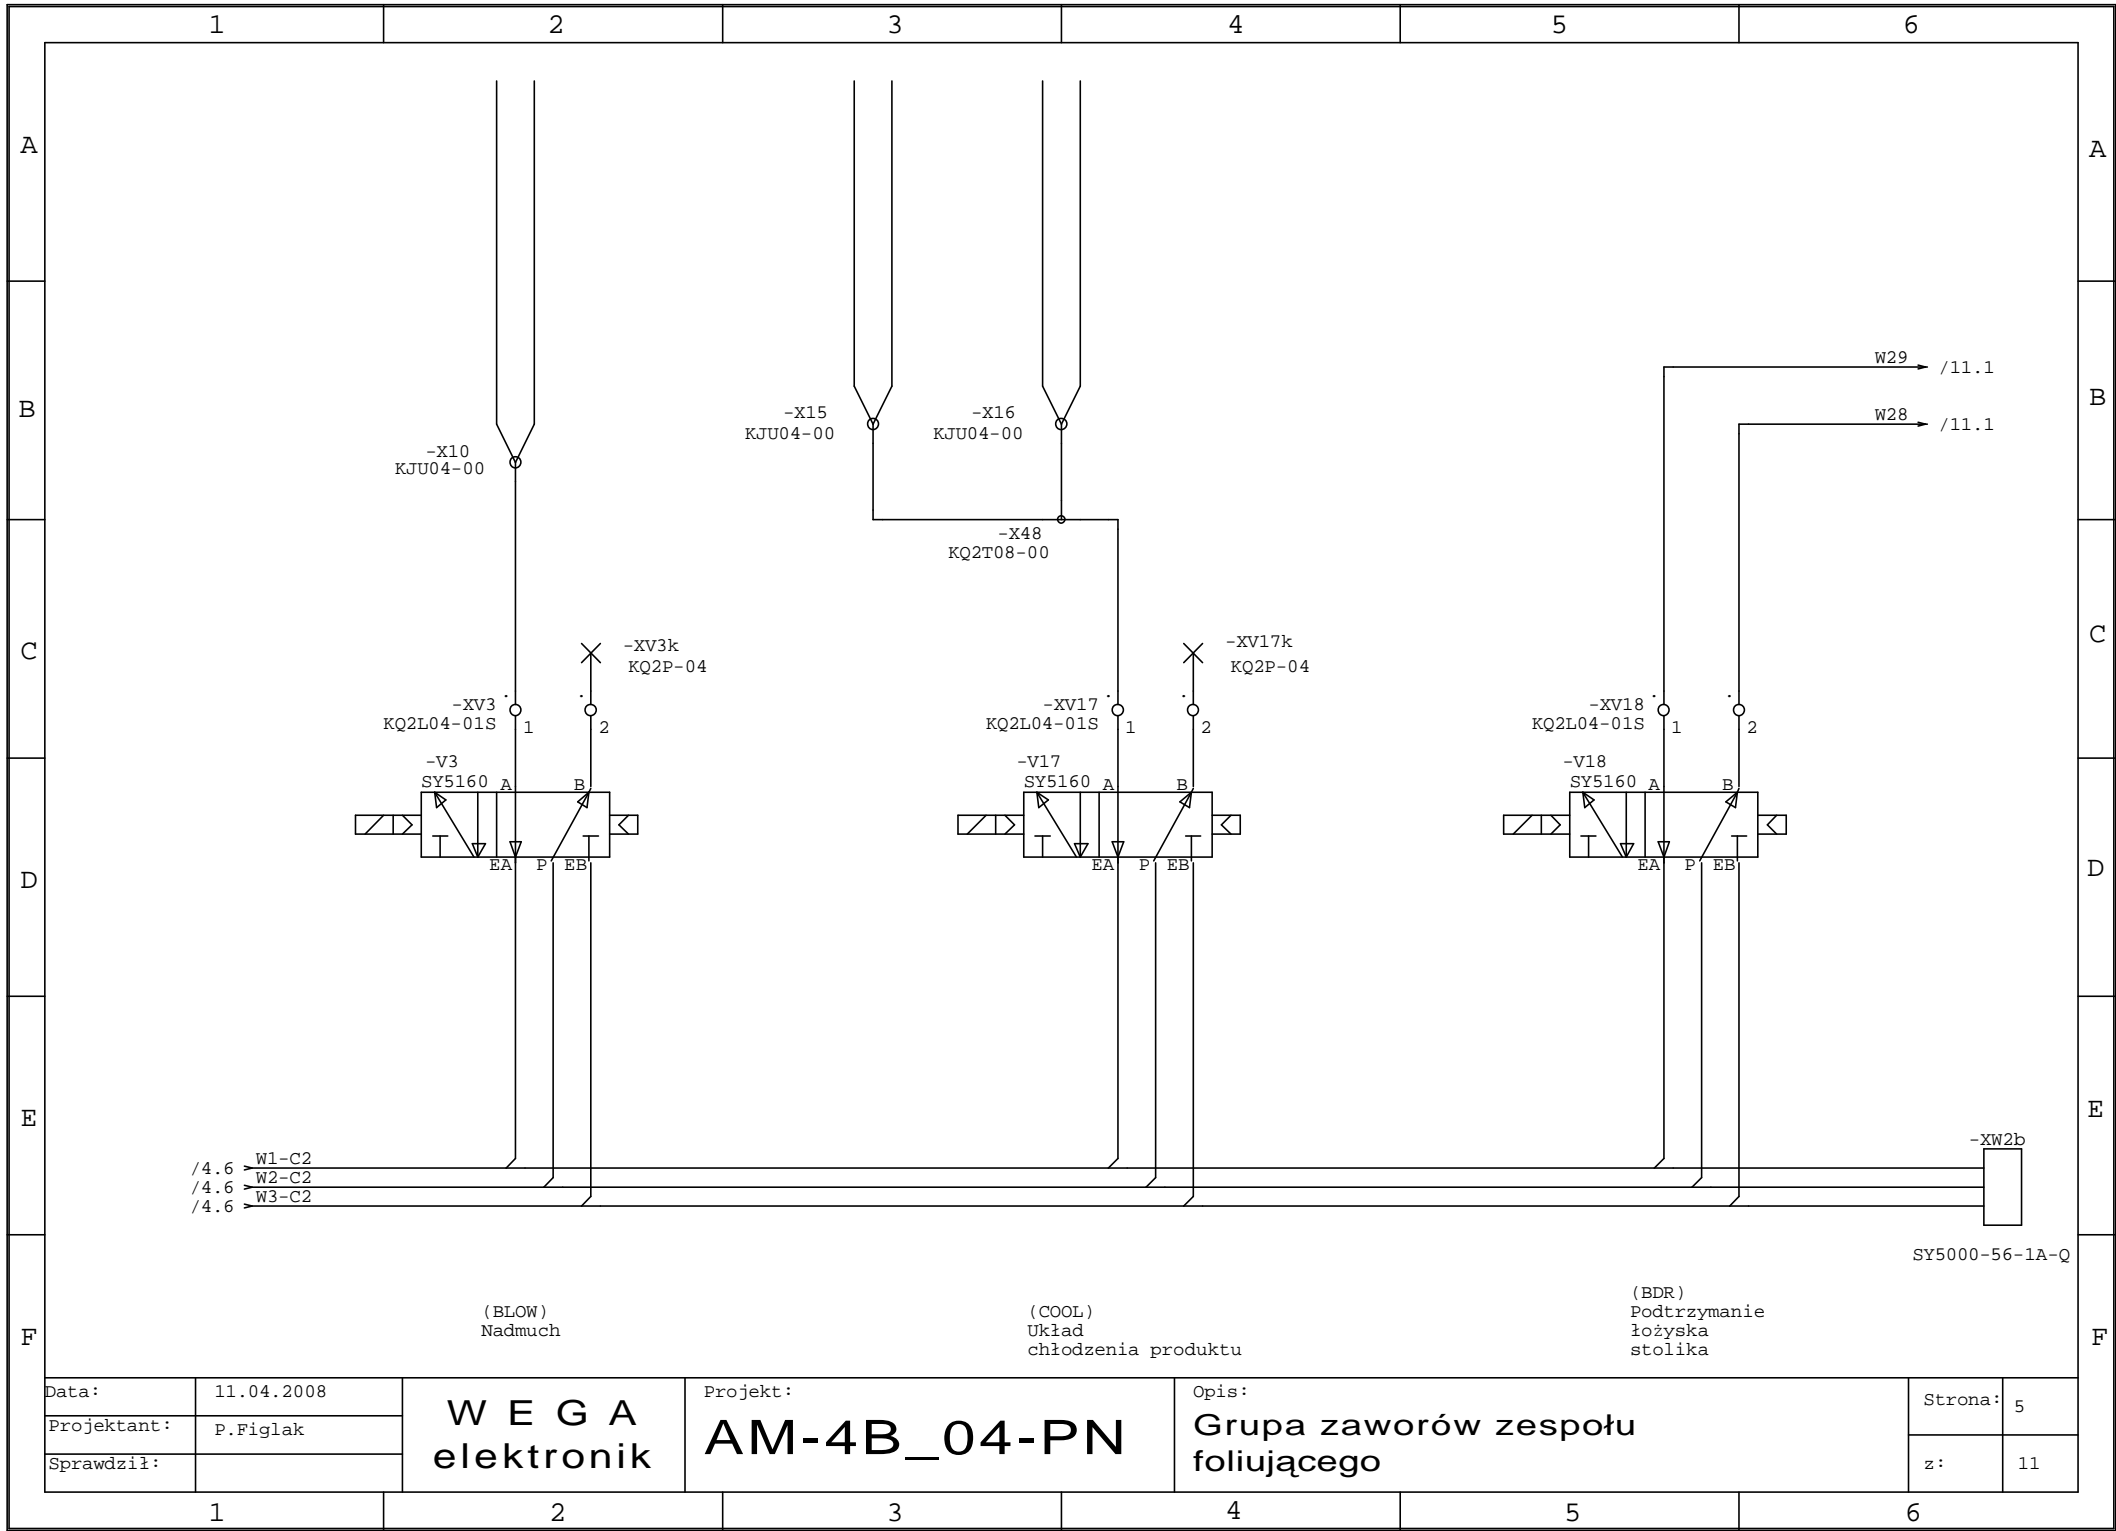 1 2 3 4 5 6
A A
W29 /11.1
B B
-X15 -X16 W28 /11.1
KJU04-00 KJU04-00
-X10
KJU04-00
-X48
KQ2T08-00
C C
-XV3k -XV17k
KQ2P-04 KQ2P-04
-XV3 -XV17 -XV18
KQ2L04-01S 1 2 KQ2L04-01S 1 2 KQ2L04-01S 1 2
-V3 -V17 -V18
SY5160 A B SY5160 A B SY5160 A B
EA P EB EA P EB EA P EB
D D
E E
-XW2b
/4.6 W1-C2
/4.6 W2-C2
/4.6 W3-C2
SY5000-56-1A-Q
F F
(BLOW)
Nadmuch
(COOL)
Układ
chłodzenia produktu
(BDR)
Podtrzymanie
łożyska
stolika
Data: 11.04.2008
Projektant: P.Figlak
Sprawdził:
W E G A
elektronik
Projekt:
AM-4B_04-PN
Opis:
Grupa zaworów zespołu
foliującego
Strona: 5
z: 11
1 2 3 4 5 6